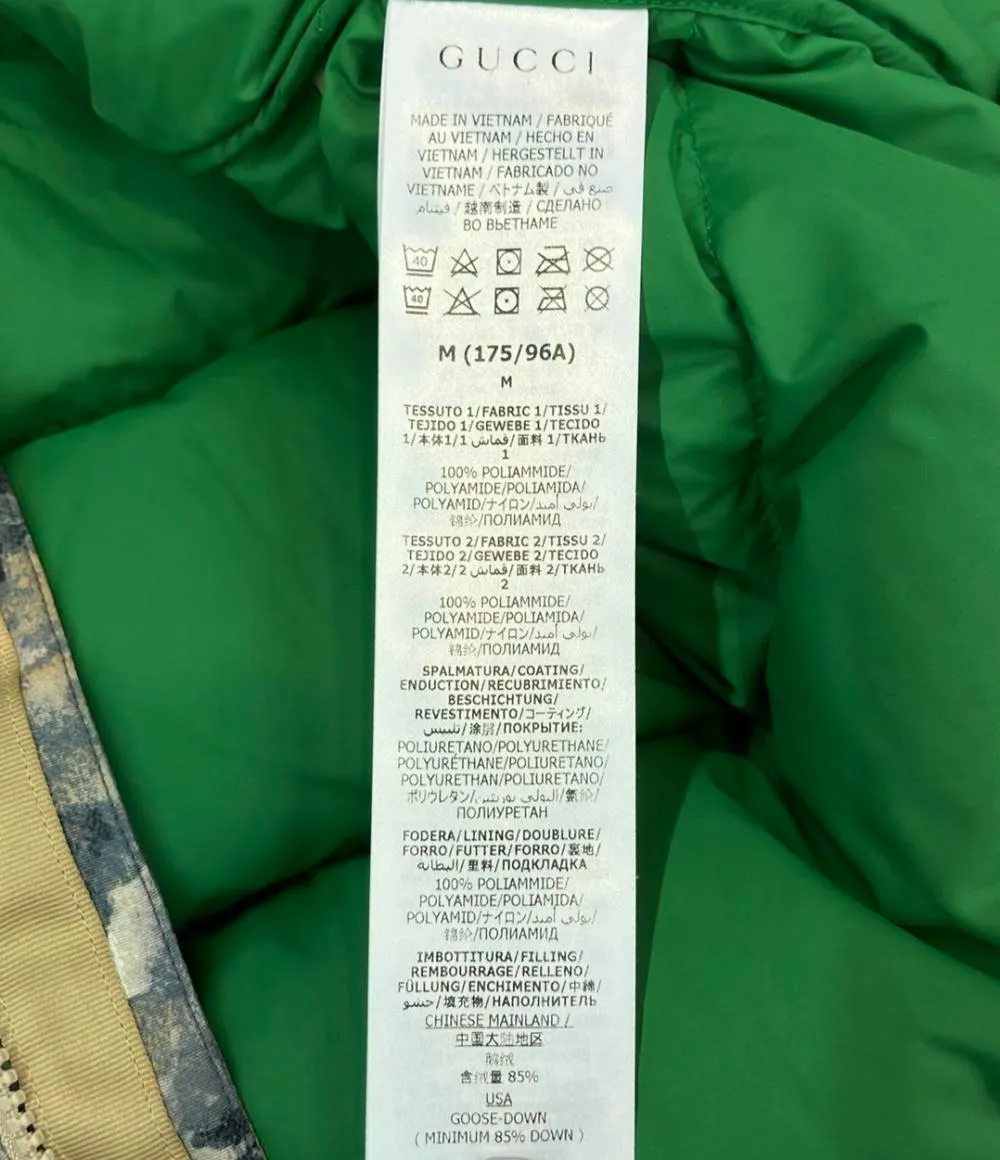 GUCCI
MADE IN VIETNAM / FABRIQUÉ
AU VIETNAM / HECHO EN
VIETNAM / HERGESTELLT IN
VIETNAM / FABRICADO NO
VIETNAME / ベトナム製 / صنع في
فيتنام / 越南制造 / СДЕЛАНО
ВО ВЬЕТНАМЕ
40
40
M (175/96A)
M
TESSUTO 1/FABRIC 1/TISSU 1/
TEJIDO 1/GEWEBE 1/TECIDO
1/本体1/1 قماش/面料 1/ТКАНЬ
1
100% POLIAMMIDE/
POLYAMIDE/POLIAMIDA/
POLYAMID/ナイロン/بولي أميد/
锦纶/ПОЛИАМИД
TESSUTO 2/FABRIC 2/TISSU 2/
TEJIDO 2/GEWEBE 2/TECIDO
2/本体2/2 قماش/面料 2/ТКАНЬ
2
100% POLIAMMIDE/
POLYAMIDE/POLIAMIDA/
POLYAMID/ナイロン/بولي أميد/
锦纶/ПОЛИАМИД
SPALMATURA/COATING/
ENDUCTION/RECUBRIMIENTO/
BESCHICHTUNG/
REVESTIMENTO/コーティング/
تلبيس/涂层/ПОКРЫТИЕ:
POLIURETANO/POLYURETHANE/
POLYURÉTHANE/POLIURETANO/
POLYURETHAN/POLIURETANO/
ポリウレタン/البولي يوريثين/氨纶/
ПОЛИУРЕТАН
FODERA/LINING/DOUBLURE/
FORRO/FUTTER/FORRO/裏地/
البطانة/里料/ПОДКЛАДКА
100% POLIAMMIDE/
POLYAMIDE/POLIAMIDA/
POLYAMID/ナイロン/بولي أميد/
锦纶/ПОЛИАМИД
IMBOTTITURA/FILLING/
REMBOURRAGE/RELLENO/
FÜLLUNG/ENCHIMENTO/中綿/
حشو/填充物/НАПОЛНИТЕЛЬ
CHINESE MAINLAND /
中国大陆地区
鹅绒
含绒量 85%
USA
GOOSE-DOWN
( MINIMUM 85% DOWN )